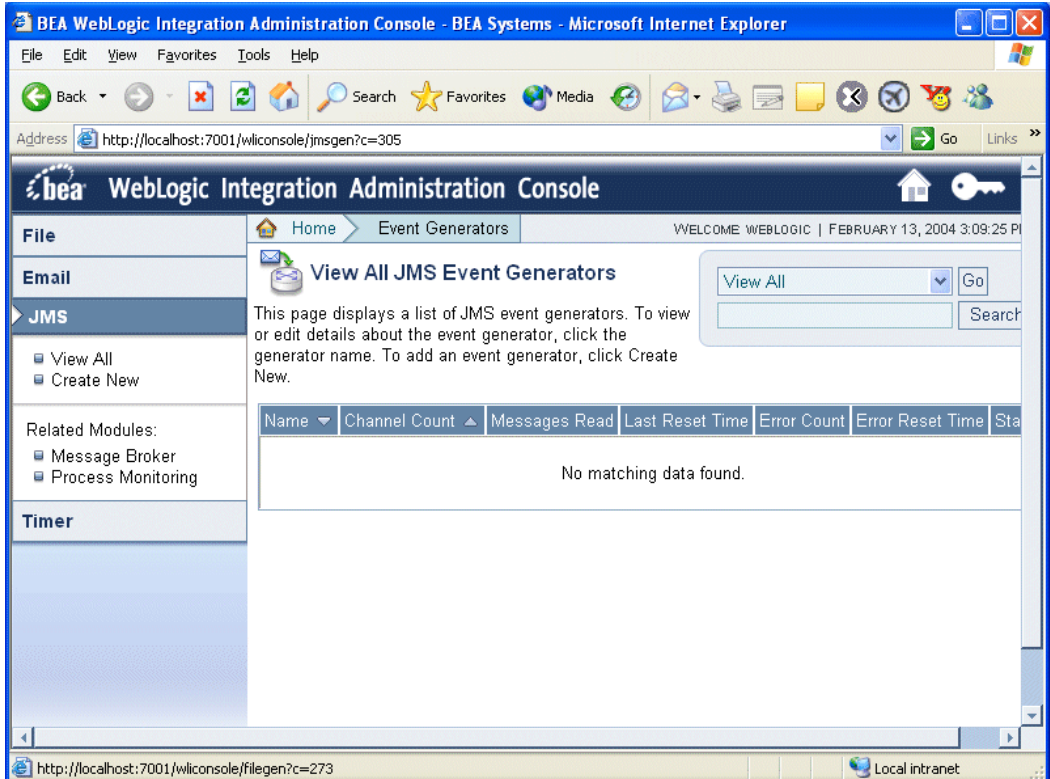 BEA WebLogic Integration Administration Console - BEA Systems - Microsoft Internet Explorer
File Edit View Favorites Tools Help
Back Search Favorites Media
Address http://localhost:7001/wliconsole/jmsgen?c=305 Go Links »
bea WebLogic Integration Administration Console
Home Event Generators WELCOME WEBLOGIC | FEBRUARY 13, 2004 3:09:25 P
File
Email
JMS
View All
Create New
Related Modules:
Message Broker
Process Monitoring
Timer
View All JMS Event Generators
This page displays a list of JMS event generators. To view
or edit details about the event generator, click the
generator name. To add an event generator, click Create
New.
View All Go
Search
Name Channel Count Messages Read Last Reset Time Error Count Error Reset Time Sta
No matching data found.
http://localhost:7001/wliconsole/filegen?c=273 Local intranet